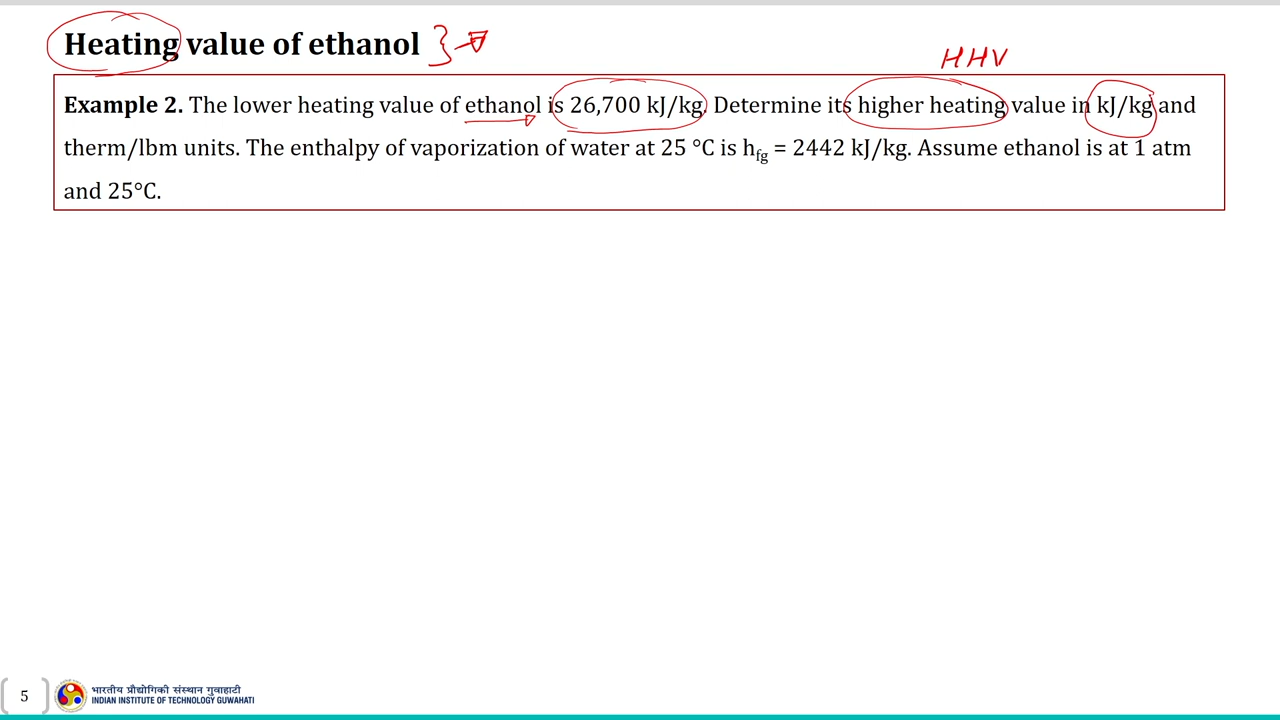 Heating value of ethanol
HHV
Example 2. The lower heating value of ethanol is 26,700 kJ/kg. Determine its higher heating value in kJ/kg and
therm/lbm units. The enthalpy of vaporization of water at 25 °C is hfg = 2442 kJ/kg. Assume ethanol is at 1 atm
and 25°C.
5
भारतीय प्रौद्योगिकी संस्थान गुवाहाटी
INDIAN INSTITUTE OF TECHNOLOGY GUWAHATI